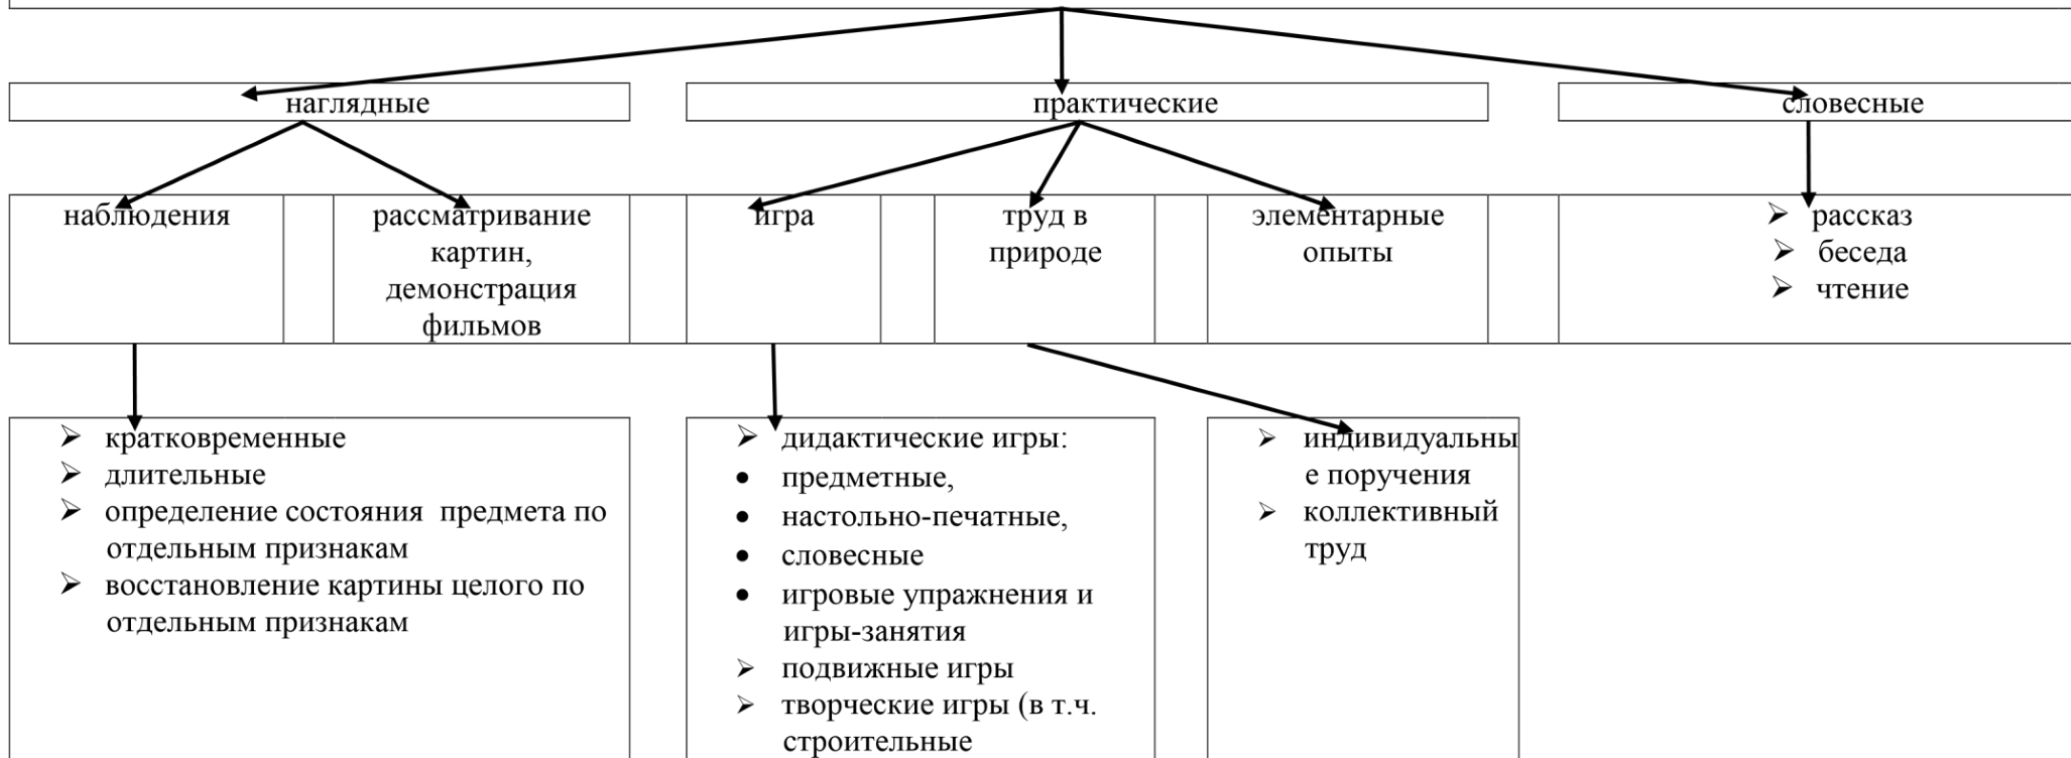 наглядные
практические
словесные
наблюдения
рассматривание
картин,
демонстрация
фильмов
игра
труд в
природе
элементарные
опыты
➢ рассказ
➢ беседа
➢ чтение
➢ кратковременные
➢ длительные
➢ определение состояния предмета по
отдельным признакам
➢ восстановление картины целого по
отдельным признакам
➢ дидактические игры:
• предметные,
• настольно-печатные,
• словесные
• игровые упражнения и
игры-занятия
➢ подвижные игры
➢ творческие игры (в т.ч.
строительные
➢ индивидуальны
е поручения
➢ коллективный
труд